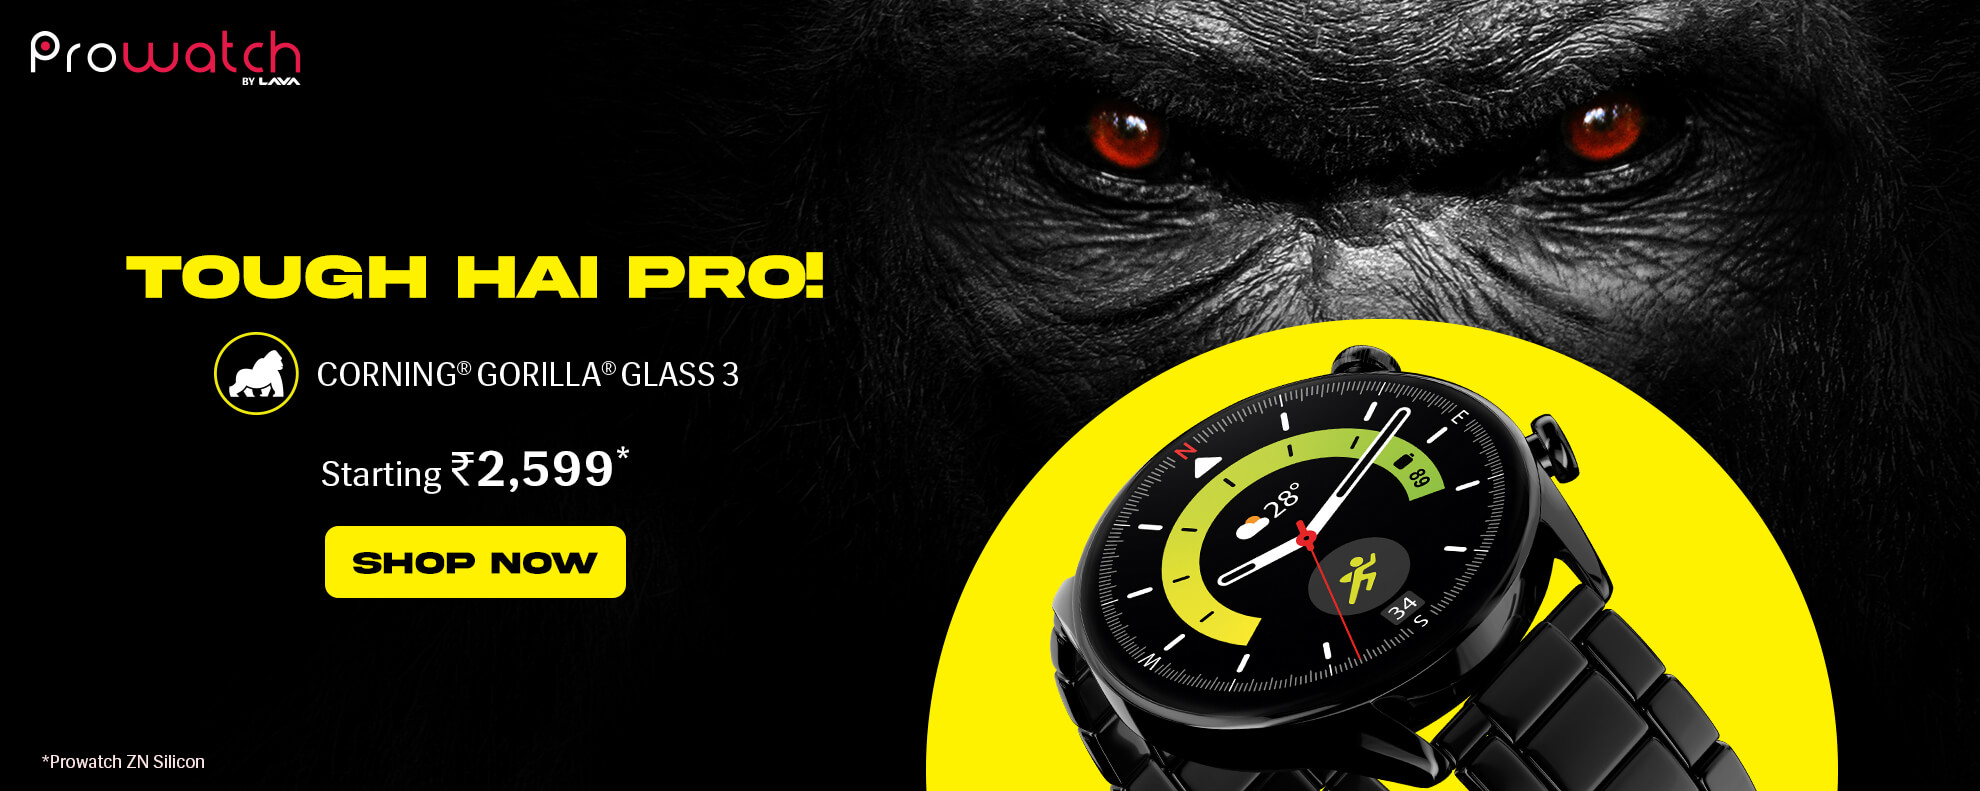 Prowatch
BY LAVA
TOUGH HAI PRO!
CORNING® GORILLA® GLASS 3
Starting ₹2,599*
SHOP NOW
*Prowatch ZN Silicon
N
E
89
28°
34
S
W